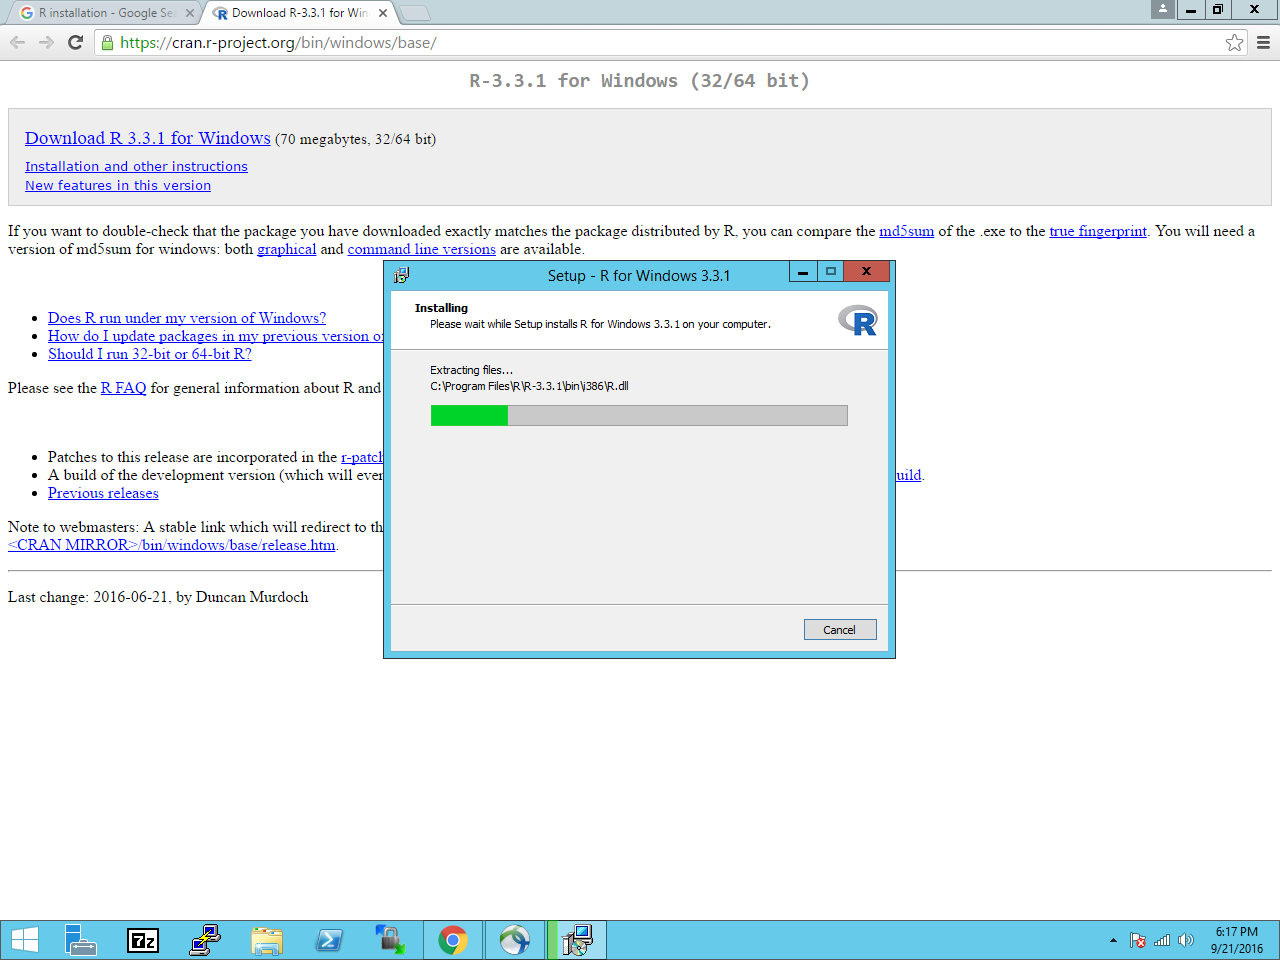 R installation - Google Se
Download R-3.3.1 for Win
https://cran.r-project.org/bin/windows/base/
R-3.3.1 for Windows (32/64 bit)
Download R 3.3.1 for Windows (70 megabytes, 32/64 bit)
Installation and other instructions
New features in this version
If you want to double-check that the package you have downloaded exactly matches the package distributed by R, you can compare the md5sum of the .exe to the true fingerprint. You will need a
version of md5sum for windows: both graphical and command line versions are available.
Setup - R for Windows 3.3.1
Installing
Please wait while Setup installs R for Windows 3.3.1 on your computer.
R
Extracting files...
C:\Program Files\R\R-3.3.1\bin\i386\R.dll
Cancel
Does R run under my version of Windows?
How do I update packages in my previous version of
Should I run 32-bit or 64-bit R?
Please see the R FAQ for general information about R and
Patches to this release are incorporated in the r-patch
A build of the development version (which will ever
uild.
Previous releases
Note to webmasters: A stable link which will redirect to th
<CRAN MIRROR>/bin/windows/base/release.htm.
Last change: 2016-06-21, by Duncan Murdoch
7z
6:17 PM
9/21/2016